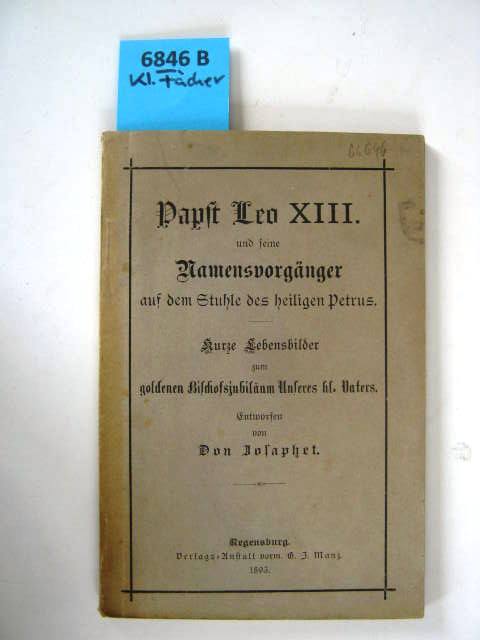 6846 B
Kl. Fächer
66646
Papst Leo XIII.
und seine
Namensvorgänger
auf dem Stuhle des heiligen Petrus.
Kurze Lebensbilder
zum
goldenen Bischofsjubiläum Unseres hl. Vaters.
Entworfen
von
Don Josaphet.
Regensburg.
Verlags-Anstalt vorm. G. J. Manz.
1893.